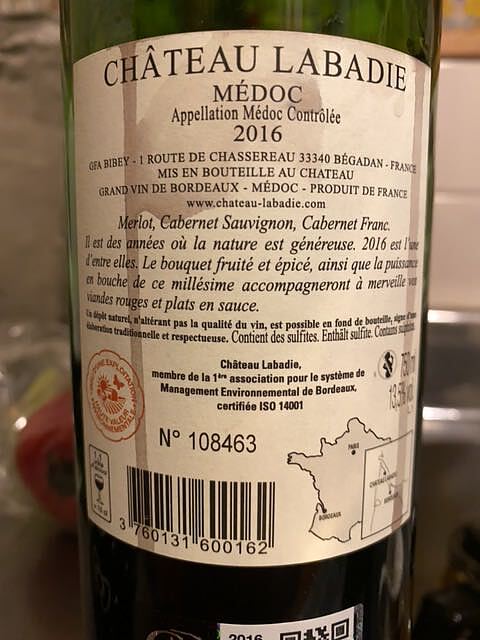 CHÂTEAU LABADIE
MÉDOC
Appellation Médoc Contrôlée
2016
GFA BIBEY - 1 ROUTE DE CHASSEREAU 33340 BÉGADAN - FRANCE
MIS EN BOUTEILLE AU CHATEAU
GRAND VIN DE BORDEAUX - MÉDOC - PRODUIT DE FRANCE
www.chateau-labadie.com
Merlot, Cabernet Sauvignon, Cabernet Franc.
Il est des années où la nature est généreuse. 2016 est l'une
d'entre elles. Le bouquet fruité et épicé, ainsi que la puissance
en bouche de ce millésime accompagneront à merveille vos
viandes rouges et plats en sauce.
Un dépôt naturel, n'altérant pas la qualité du vin, est possible en fond de bouteille, signe d'une
élaboration traditionnelle et respectueuse. Contient des sulfites. Enthält sulfite. Contains
Château Labadie,
membre de la 1ère association pour le système de
Management Environnemental de Bordeaux,
certifiée ISO 14001
750 ml
13,5% vol.
HAUTE VALEUR
N° 108463
PARIS
BORDEAUX
CHATEAU LABADIE
BORDEAUX
3 760131 600162
2016